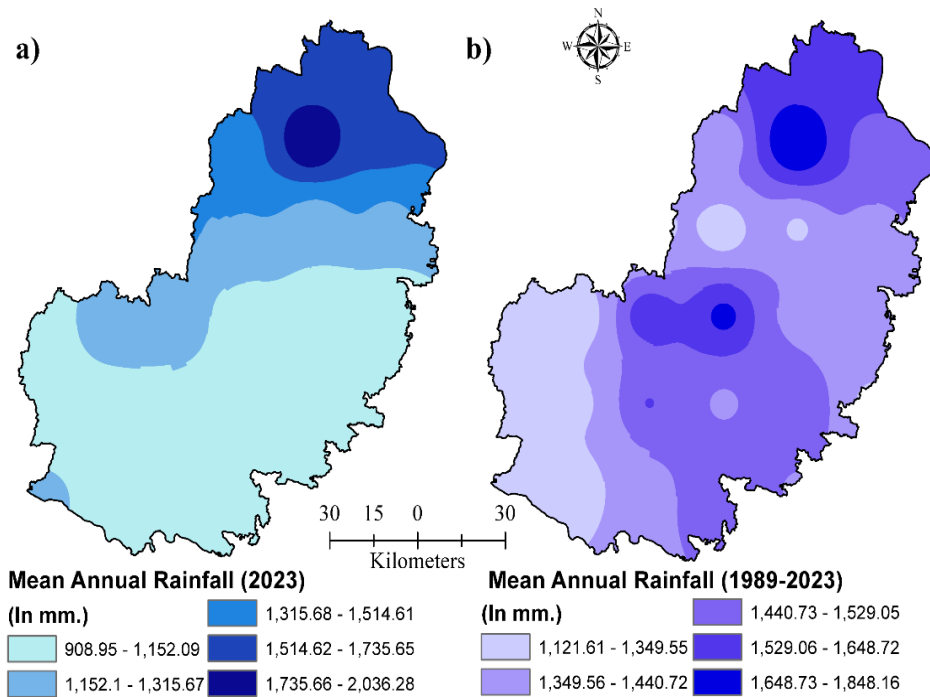 a)
b)
N
W E
S
30 15 0 30
Kilometers
Mean Annual Rainfall (2023)
(In mm.)
908.95 - 1,152.09
1,152.1 - 1,315.67
1,315.68 - 1,514.61
1,514.62 - 1,735.65
1,735.66 - 2,036.28
Mean Annual Rainfall (1989-2023)
(In mm.)
1,121.61 - 1,349.55
1,349.56 - 1,440.72
1,440.73 - 1,529.05
1,529.06 - 1,648.72
1,648.73 - 1,848.16